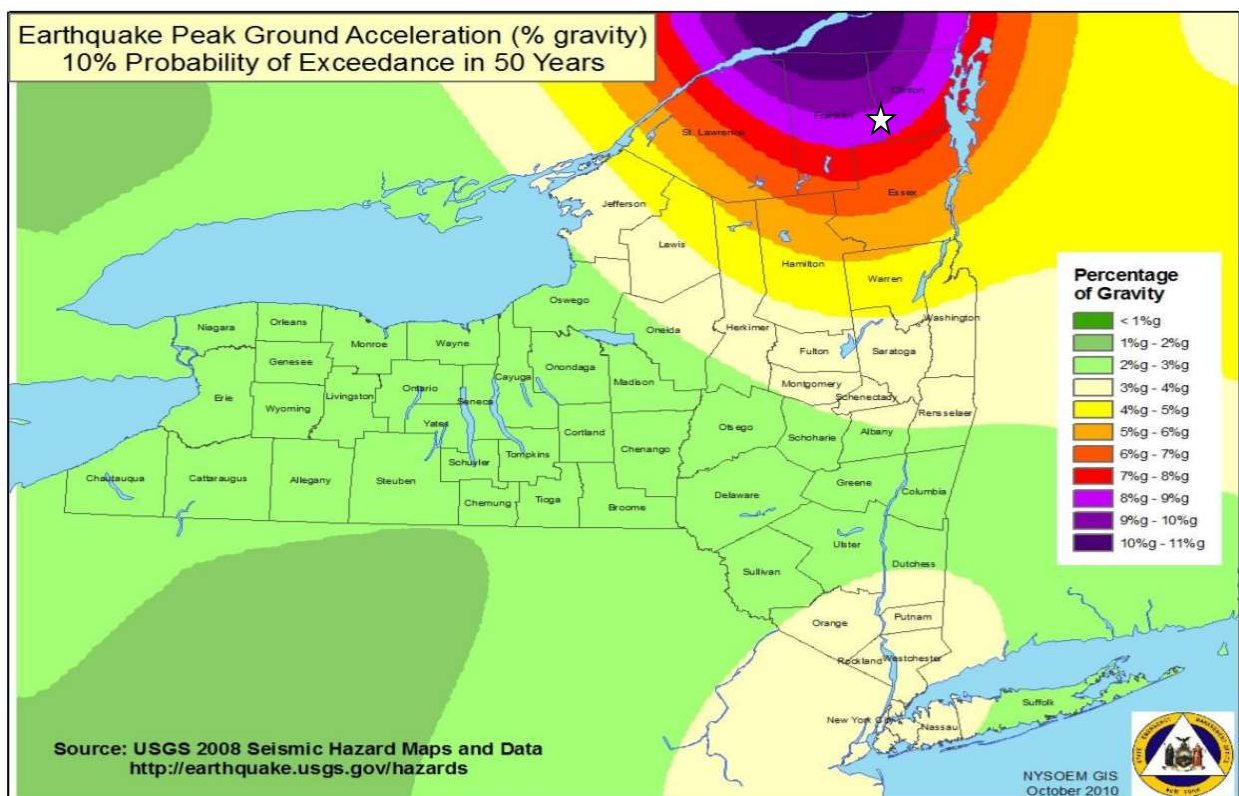 Earthquake Peak Ground Acceleration (% gravity)
10% Probability of Exceedance in 50 Years
Clinton
Franklin
St. Lawrence
Essex
Jefferson
Lewis
Hamilton
Warren
Washington
Oswego
Oneida
Herkimer
Fulton
Saratoga
Niagara
Orleans
Monroe
Wayne
Genesee
Onondaga
Madison
Montgomery
Schenectady
Rensselaer
Erie
Wyoming
Livingston
Ontario
Seneca
Cayuga
Yates
Cortland
Chenango
Otsego
Schoharie
Albany
Schuyler
Tompkins
Chautauqua
Cattaraugus
Allegany
Steuben
Chemung
Tioga
Broome
Delaware
Greene
Columbia
Ulster
Sullivan
Dutchess
Orange
Putnam
Rockland
Westchester
New York City
Nassau
Suffolk
Percentage
of Gravity
< 1%g
1%g - 2%g
2%g - 3%g
3%g - 4%g
4%g - 5%g
5%g - 6%g
6%g - 7%g
7%g - 8%g
8%g - 9%g
9%g - 10%g
10%g - 11%g
Source: USGS 2008 Seismic Hazard Maps and Data
http://earthquake.usgs.gov/hazards
NYSOEM GIS
October 2010
STATE EMERGENCY MANAGEMENT OFFICE
NEW YORK